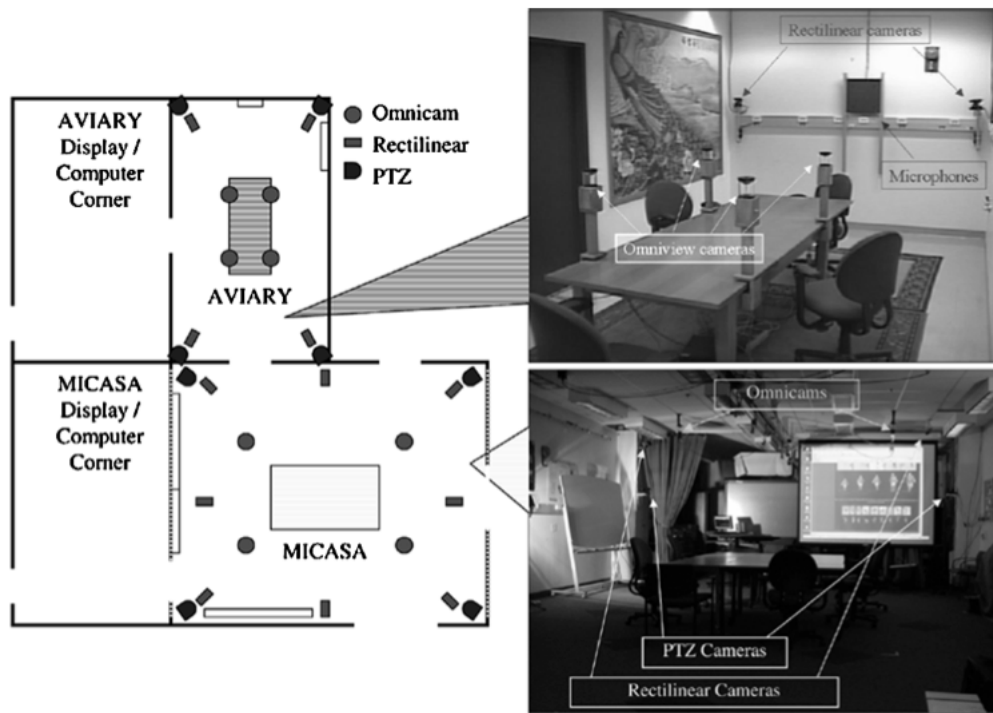 AVIARY
Display /
Computer
Corner
Omnicam
Rectilinear
PTZ
AVIARY
MICASA
Display /
Computer
Corner
MICASA
Rectilinear cameras
Microphones
Omniview cameras
Omnicams
PTZ Cameras
Rectilinear Cameras